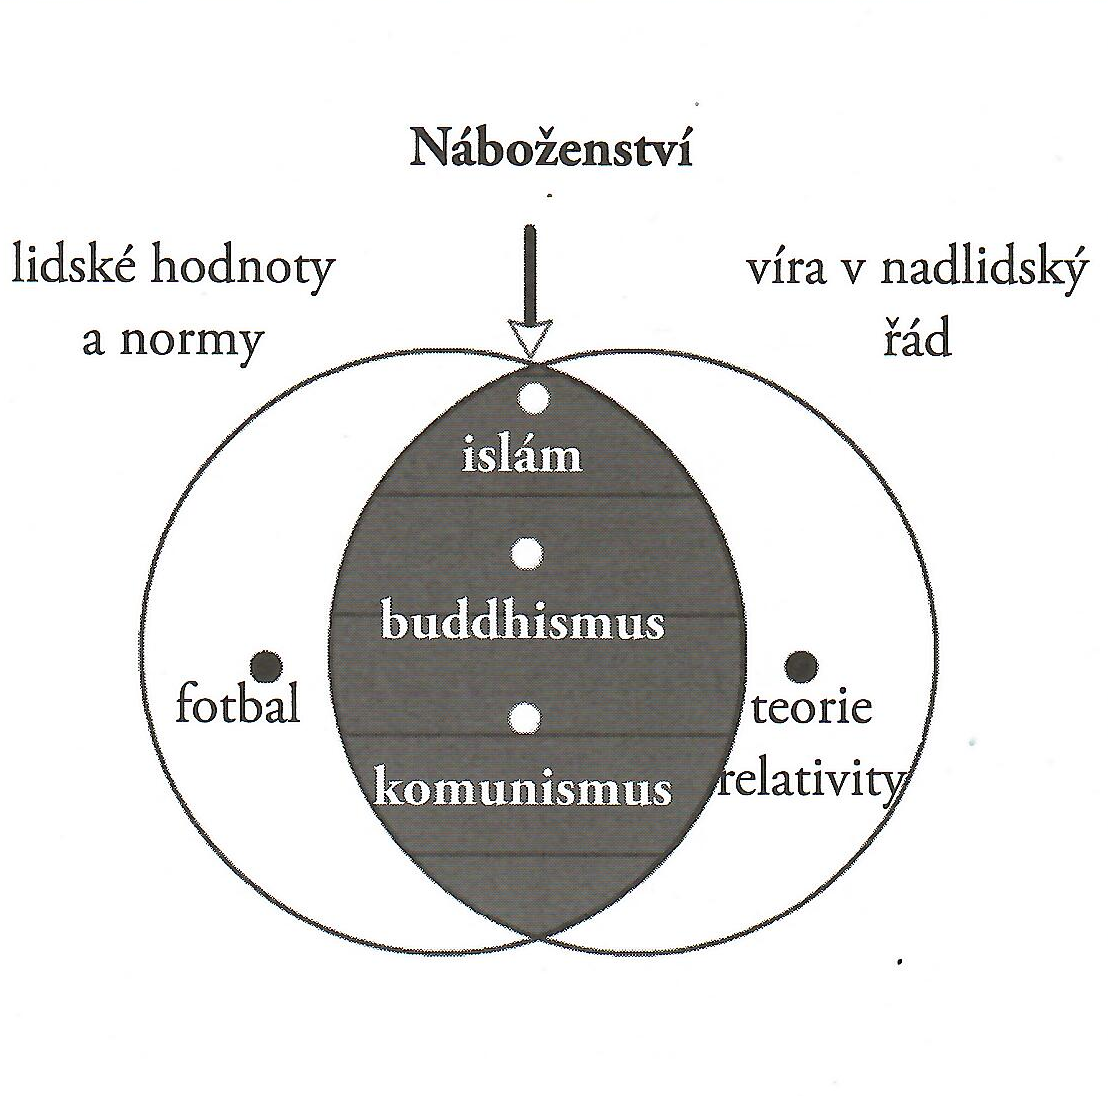 Náboženství
lidské hodnoty
a normy
víra v nadlidský
řád
islám
buddhismus
komunismus
fotbal
teorie
relativity